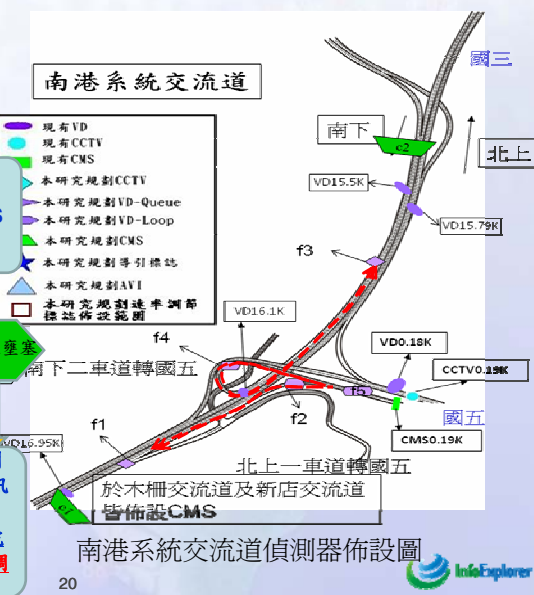 國三
南港系統交流道
現有VD
現有CCTV
現有CMS
本研究規劃CCTV
本研究規劃VD-Queue
本研究規劃VD-Loop
本研究規劃CMS
本研究規劃導引標誌
本研究規劃AVI
本研究規劃速率調節
標誌佈設範圍
南下
c2
北上
VD15.5K
VD15.79K
f3
VD16.1K
f4
VD0.18K
壅塞
南下二車道轉國五
CCTV0.19K
f5
f2
國五
f1
CMS0.19K
VD16.95K
北上一車道轉國五
於木柵交流道及新店交流道
皆佈設CMS
c1
南港系統交流道偵測器佈設圖
20
InfoExplorer